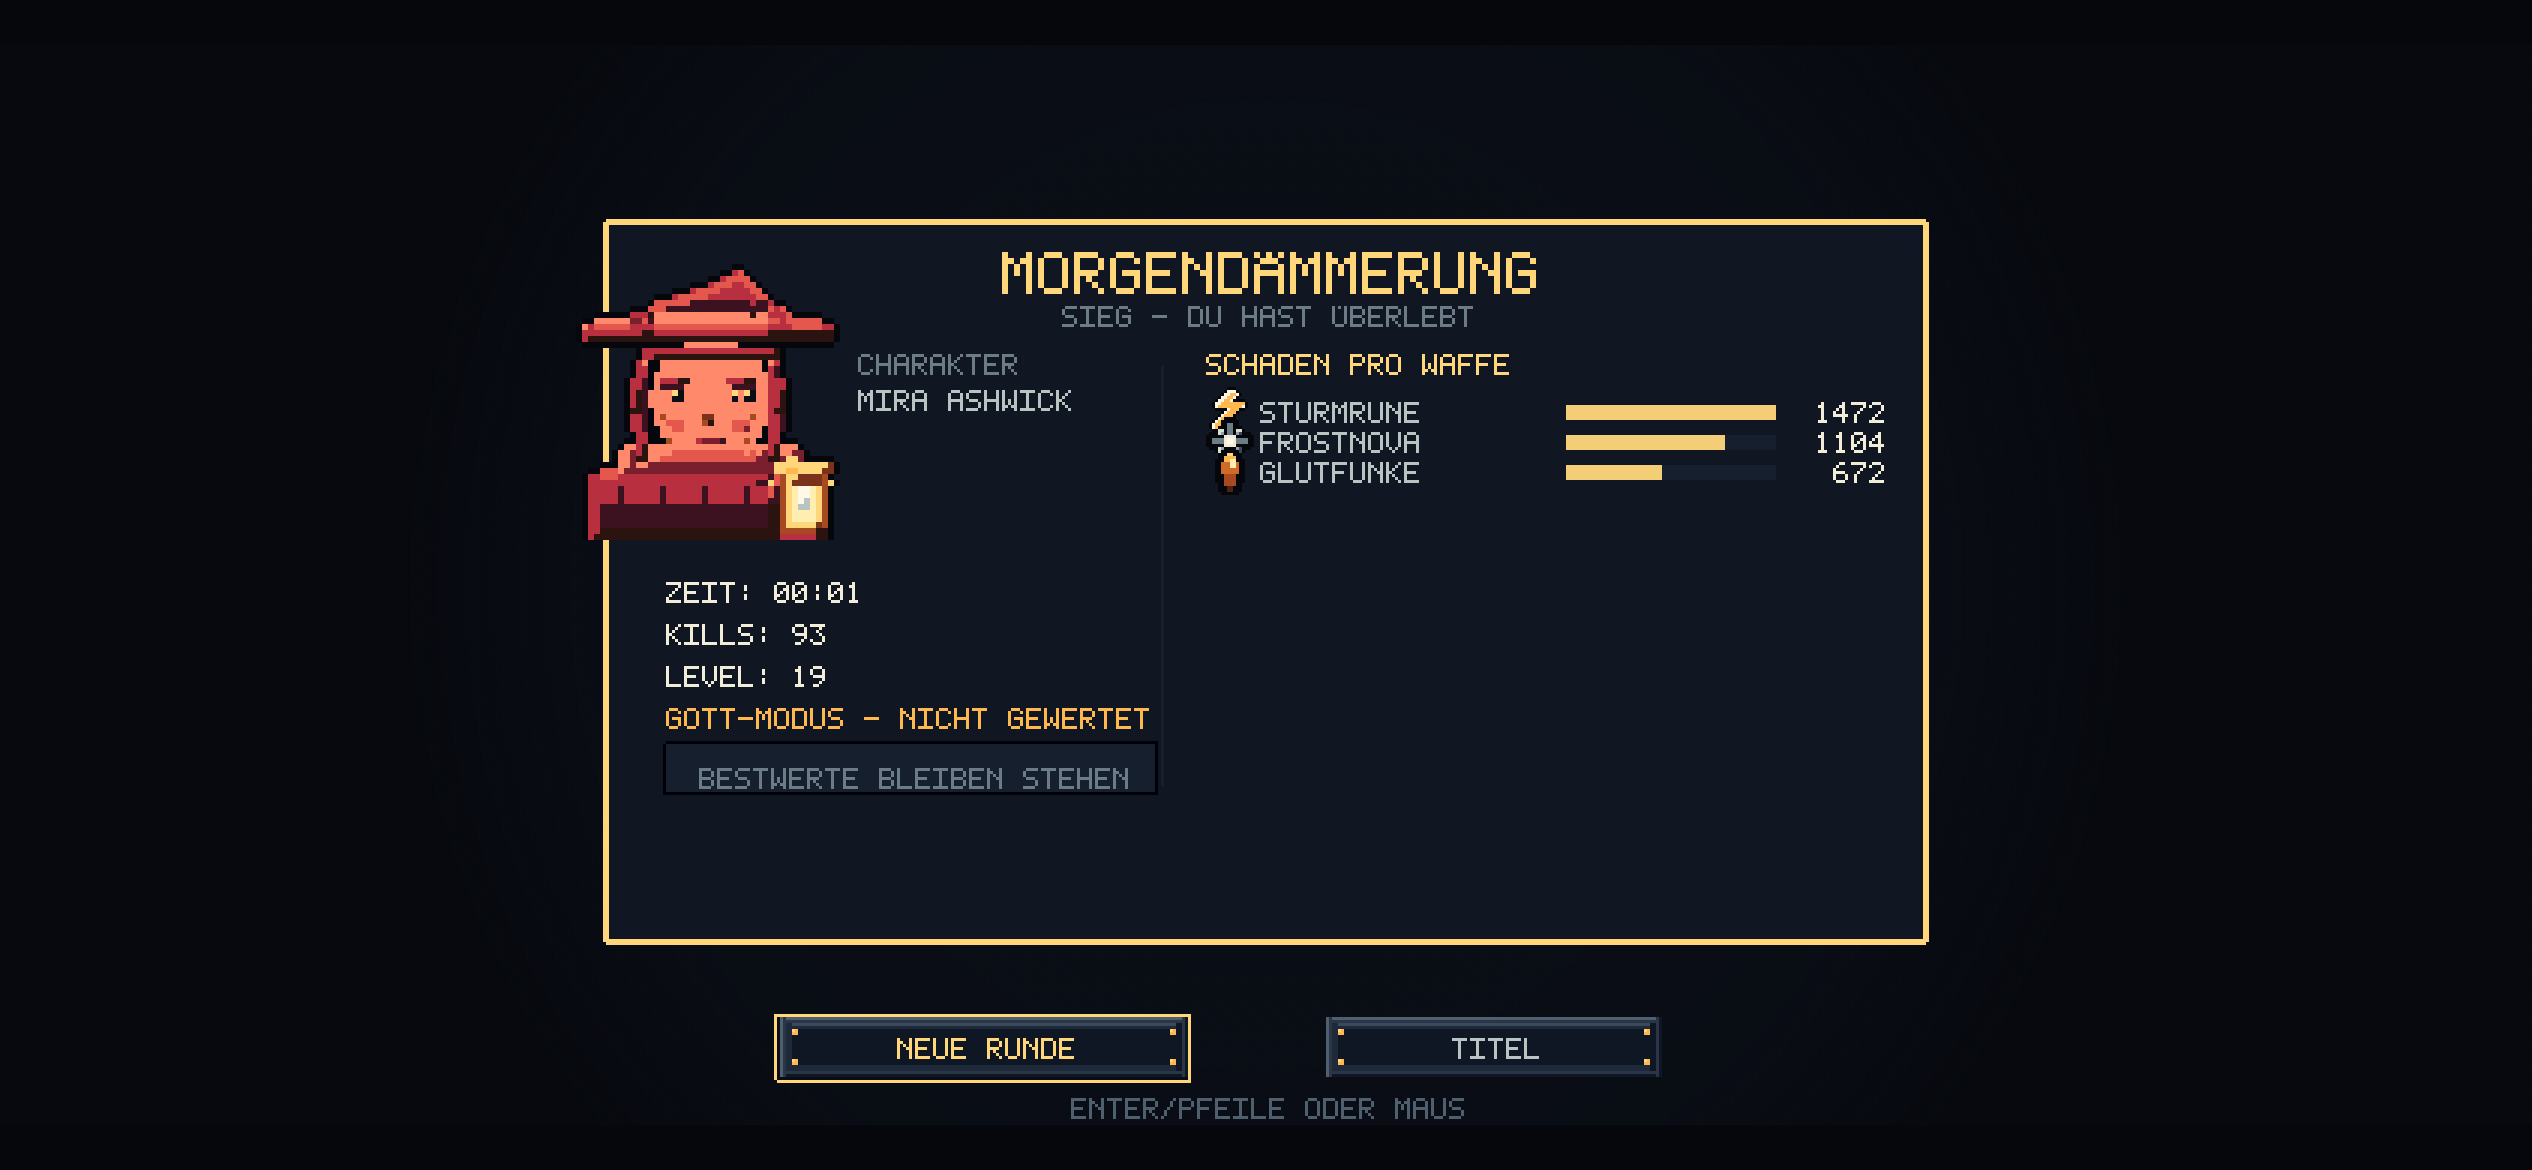 MORGENDÄMMERUNG
SIEG - DU HAST ÜBERLEBT
CHARAKTER
MIRA ASHWICK
ZEIT: 00:01
KILLS: 93
LEVEL: 19
GOTT-MODUS - NICHT GEWERTET
BESTWERTE BLEIBEN STEHEN
SCHADEN PRO WAFFE
STURMRUNE 1472
FROSTNOVA 1104
GLUTFUNKE 672
NEUE RUNDE
TITEL
ENTER/PFEILE ODER MAUS